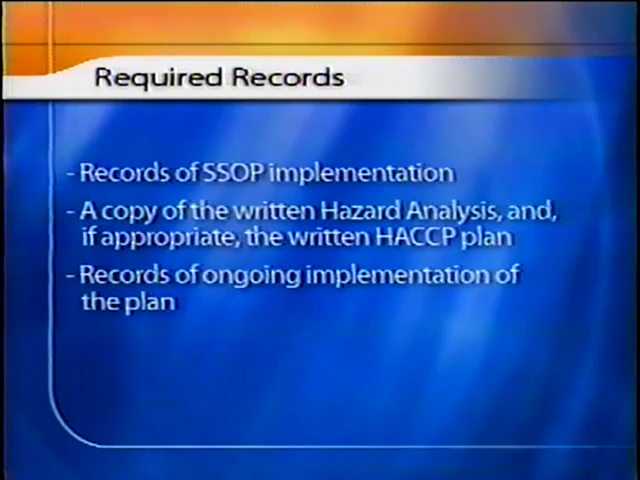 Required Records
- Records of SSOP implementation
- A copy of the written Hazard Analysis, and,
if appropriate, the written HACCP plan
- Records of ongoing implementation of
the plan